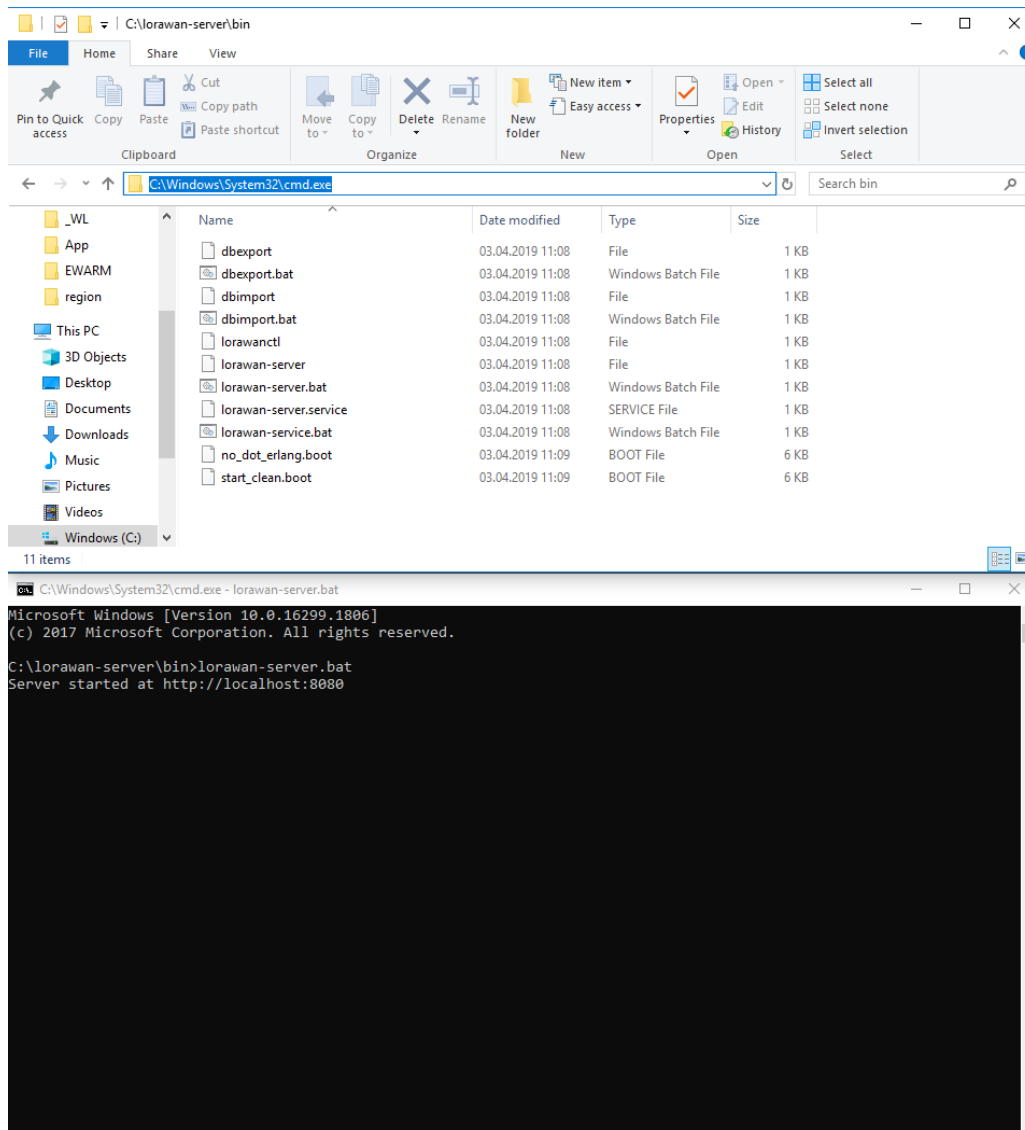 C:\lorawan-server\bin
File Home Share View
Pin to Quick access
Copy
Paste
Cut
Copy path
Paste shortcut
Clipboard
Move to
Copy to
Delete
Rename
Organize
New folder
New item
Easy access
New
Properties
Open
Edit
History
Open
Select all
Select none
Invert selection
Select
C:\Windows\System32\cmd.exe
Search bin
_WL
App
EWARM
region
This PC
3D Objects
Desktop
Documents
Downloads
Music
Pictures
Videos
Windows (C:)
Name Date modified Type Size
dbexport 03.04.2019 11:08 File 1 KB
dbexport.bat 03.04.2019 11:08 Windows Batch File 1 KB
dbimport 03.04.2019 11:08 File 1 KB
dbimport.bat 03.04.2019 11:08 Windows Batch File 1 KB
lorawanctl 03.04.2019 11:08 File 1 KB
lorawan-server 03.04.2019 11:08 File 1 KB
lorawan-server.bat 03.04.2019 11:08 Windows Batch File 1 KB
lorawan-server.service 03.04.2019 11:08 SERVICE File 1 KB
lorawan-service.bat 03.04.2019 11:08 Windows Batch File 1 KB
no_dot_erlang.boot 03.04.2019 11:09 BOOT File 6 KB
start_clean.boot 03.04.2019 11:09 BOOT File 6 KB
11 items
C:\Windows\System32\cmd.exe - lorawan-server.bat
Microsoft Windows [Version 10.0.16299.1806]
(c) 2017 Microsoft Corporation. All rights reserved.
C:\lorawan-server\bin>lorawan-server.bat
Server started at http://localhost:8080